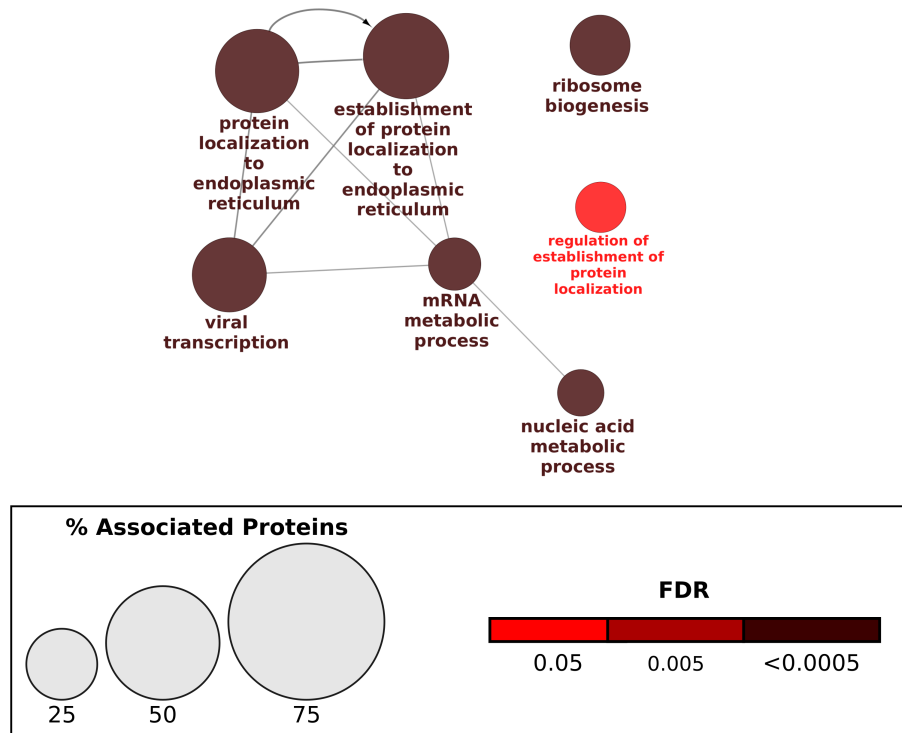 ribosome
biogenesis
protein
localization
to
endoplasmic
reticulum
establishment
of protein
localization
to
endoplasmic
reticulum
regulation of
establishment of
protein
localization
viral
transcription
mRNA
metabolic
process
nucleic acid
metabolic
process
% Associated Proteins
25
50
75
FDR
0.05
0.005
<0.0005